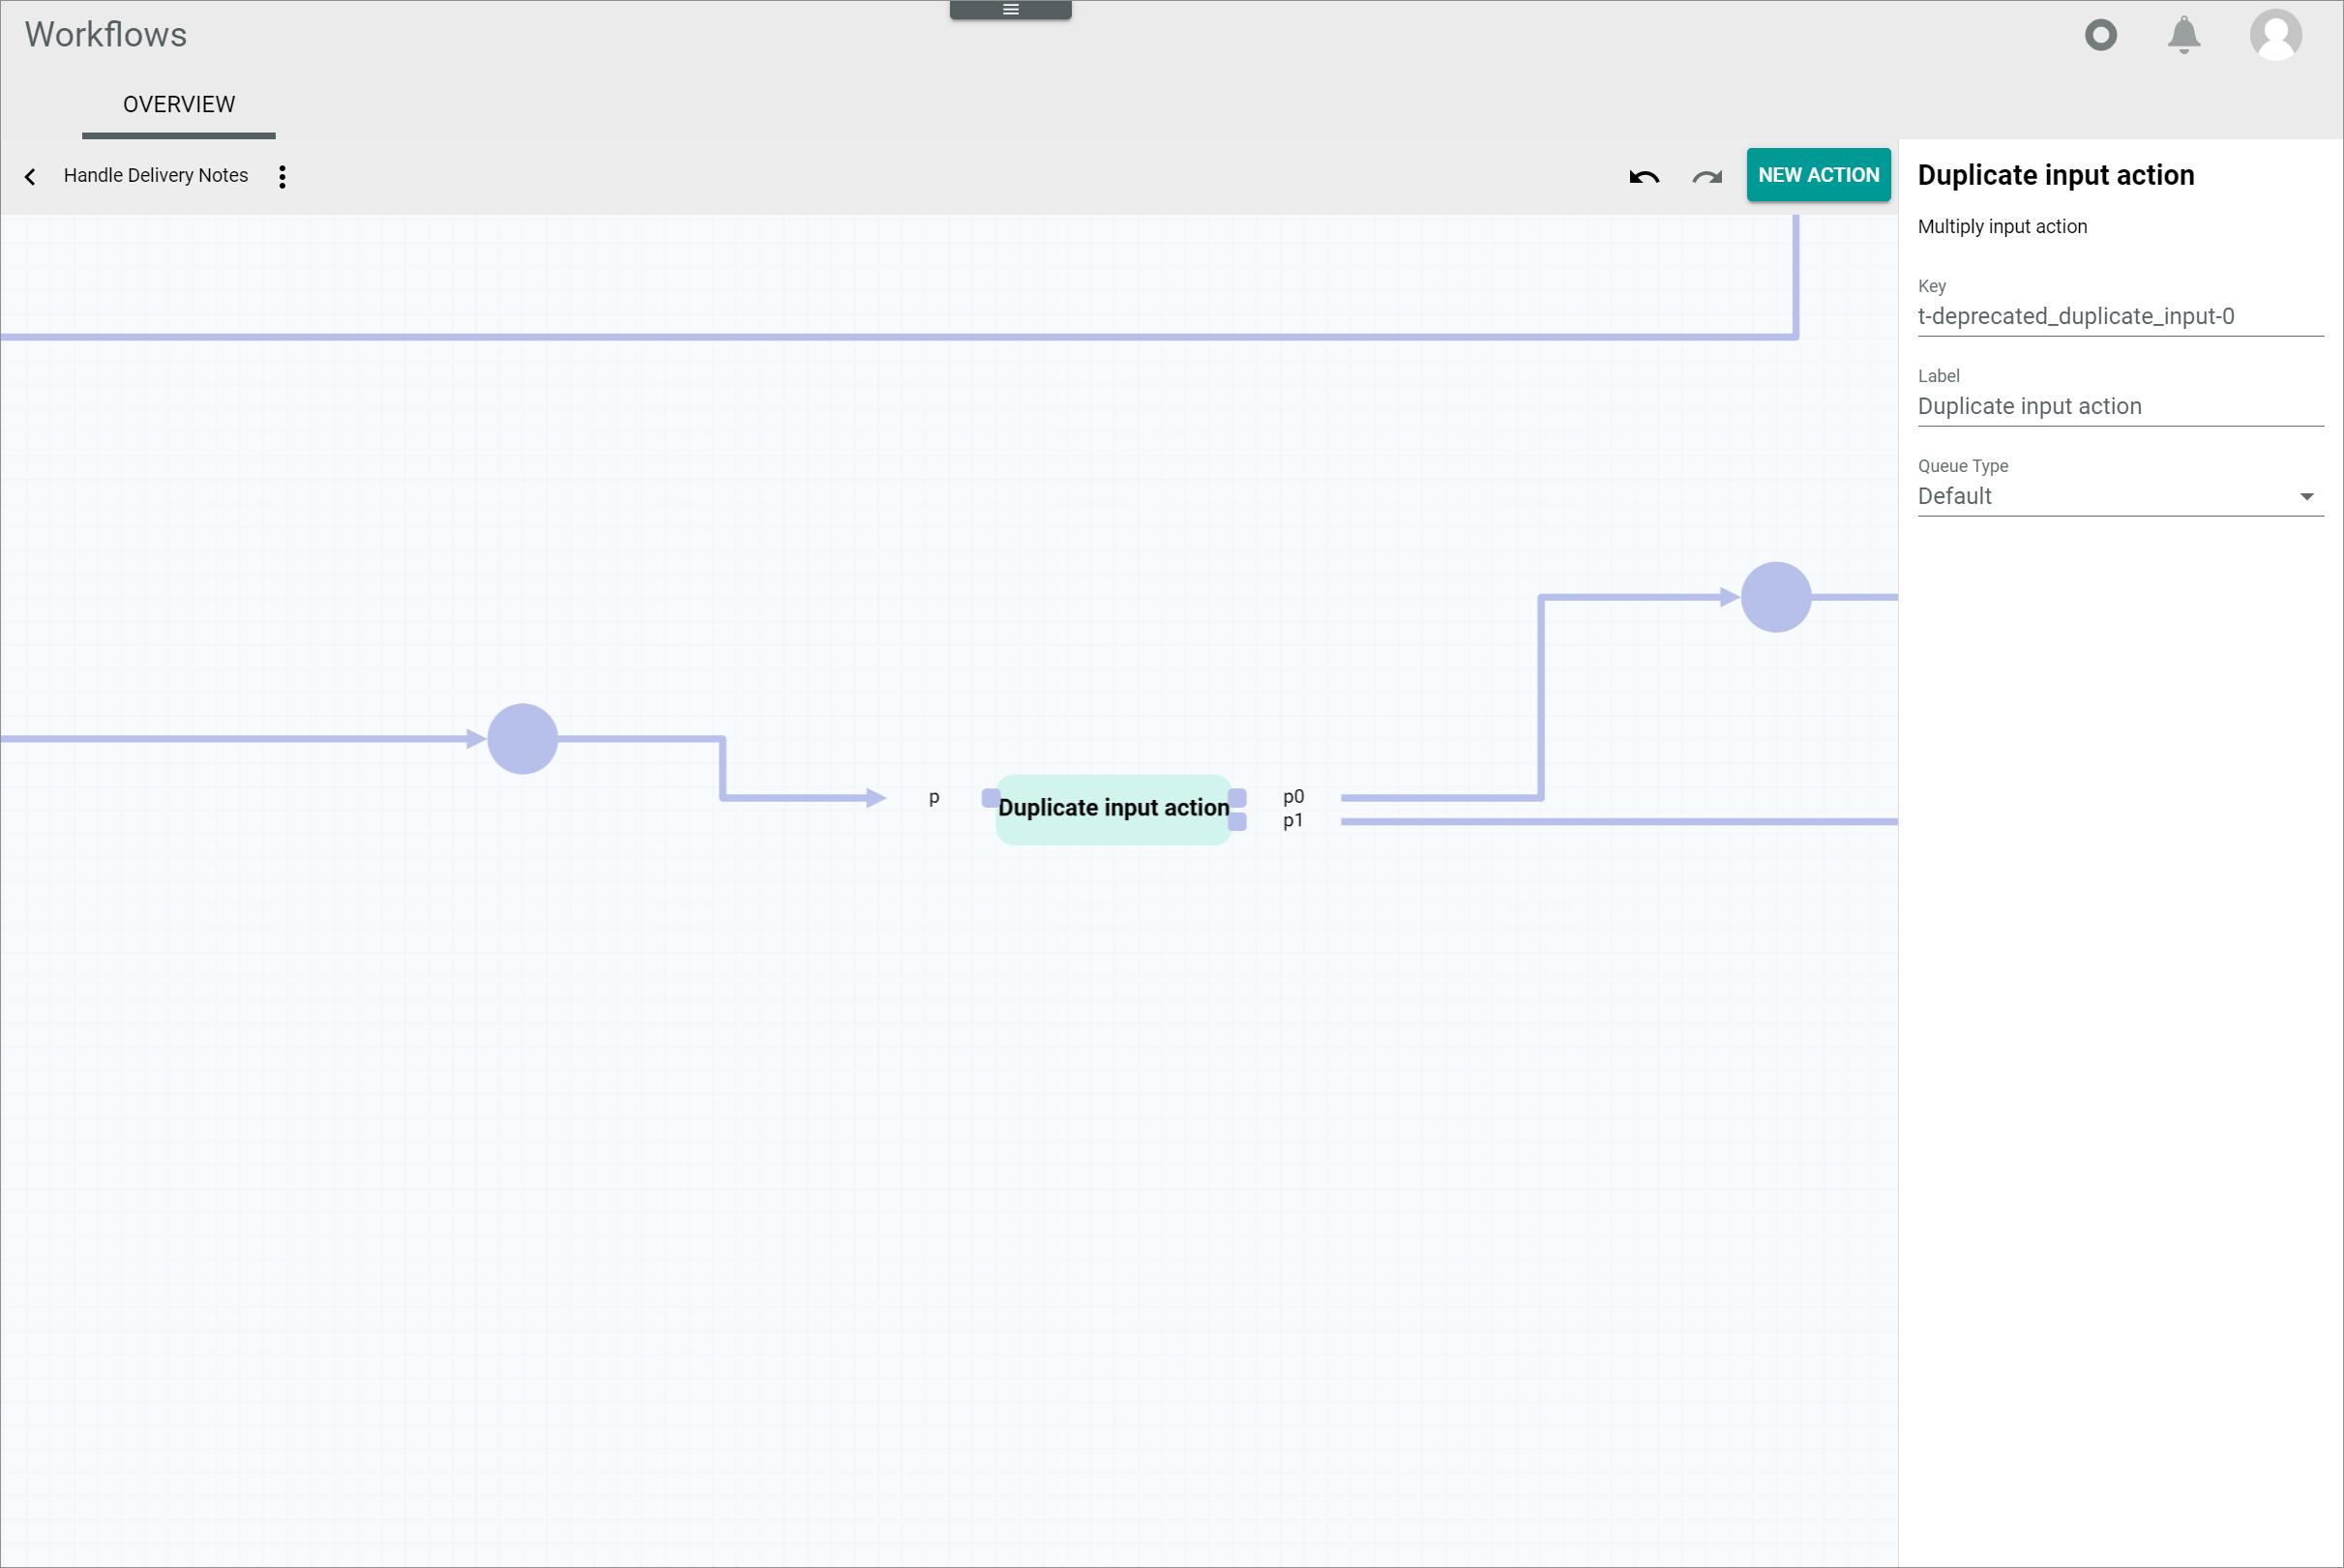 Workflows
OVERVIEW
Handle Delivery Notes
NEW ACTION
p
Duplicate input action
p0
p1
Duplicate input action
Multiply input action
Key
t-deprecated_duplicate_input-0
Label
Duplicate input action
Queue Type
Default